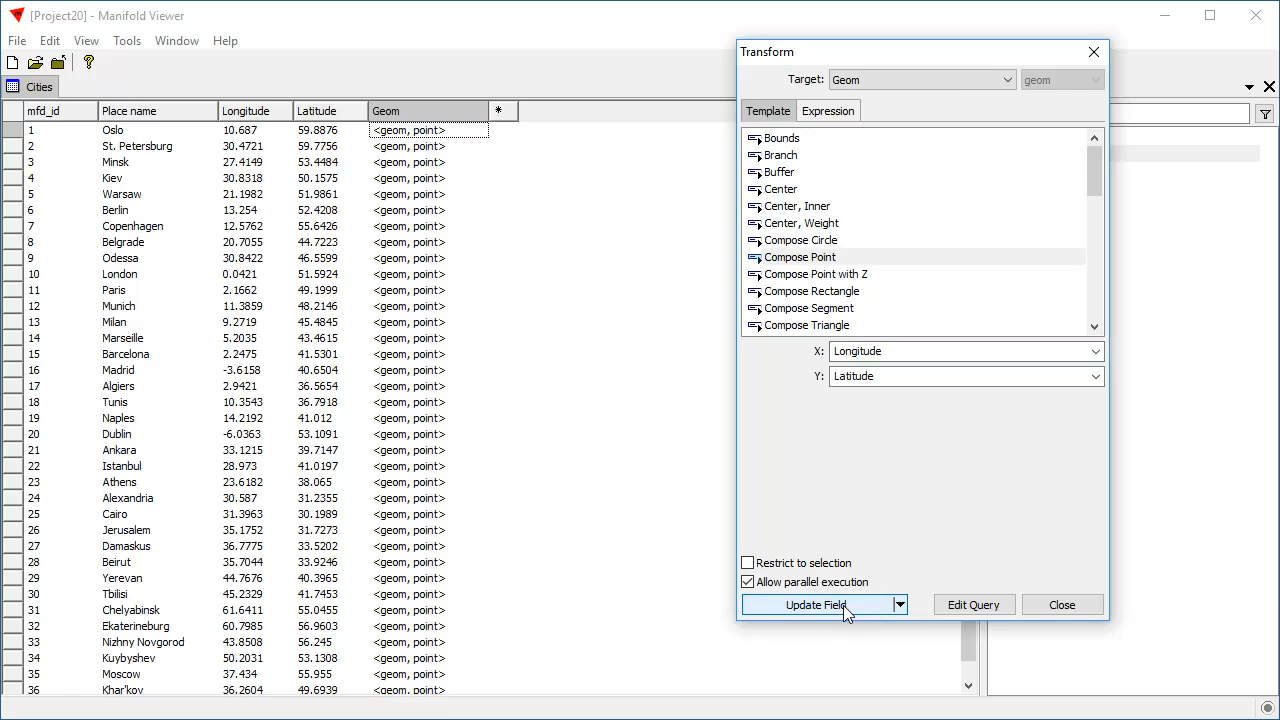 [Project20] - Manifold Viewer
File Edit View Tools Window Help
Cities
mfd_id Place name Longitude Latitude Geom *
1 Oslo 10.687 59.8876 <geom, point>
2 St. Petersburg 30.4721 59.7756 <geom, point>
3 Minsk 27.4149 53.4484 <geom, point>
4 Kiev 30.8318 50.1575 <geom, point>
5 Warsaw 21.1982 51.9861 <geom, point>
6 Berlin 13.254 52.4208 <geom, point>
7 Copenhagen 12.5762 55.6426 <geom, point>
8 Belgrade 20.7055 44.7223 <geom, point>
9 Odessa 30.8422 46.5599 <geom, point>
10 London 0.0421 51.5924 <geom, point>
11 Paris 2.1662 49.1999 <geom, point>
12 Munich 11.3859 48.2146 <geom, point>
13 Milan 9.2719 45.4845 <geom, point>
14 Marseille 5.2035 43.4615 <geom, point>
15 Barcelona 2.2475 41.5301 <geom, point>
16 Madrid -3.6158 40.6504 <geom, point>
17 Algiers 2.9421 36.5654 <geom, point>
18 Tunis 10.3543 36.7918 <geom, point>
19 Naples 14.2192 41.012 <geom, point>
20 Dublin -6.0363 53.1091 <geom, point>
21 Ankara 33.1215 39.7147 <geom, point>
22 Istanbul 28.973 41.0197 <geom, point>
23 Athens 23.6182 38.065 <geom, point>
24 Alexandria 30.587 31.2355 <geom, point>
25 Cairo 31.3963 30.1989 <geom, point>
26 Jerusalem 35.1752 31.7273 <geom, point>
27 Damaskus 36.7775 33.5202 <geom, point>
28 Beirut 35.7044 33.9246 <geom, point>
29 Yerevan 44.7676 40.3965 <geom, point>
30 Tbilisi 45.2329 41.7453 <geom, point>
31 Chelyabinsk 61.6411 55.0455 <geom, point>
32 Ekaterineburg 60.7985 56.9603 <geom, point>
33 Nizhny Novgorod 43.8508 56.245 <geom, point>
34 Kuybyshev 50.2031 53.1308 <geom, point>
35 Moscow 37.434 55.955 <geom, point>
36 Khar'kov 36.2604 49.6939 <geom, point>
Transform
Target: Geom geom
Template Expression
Bounds
Branch
Buffer
Center
Center, Inner
Center, Weight
Compose Circle
Compose Point
Compose Point with Z
Compose Rectangle
Compose Segment
Compose Triangle
X: Longitude
Y: Latitude
Restrict to selection
Allow parallel execution
Update Field Edit Query Close